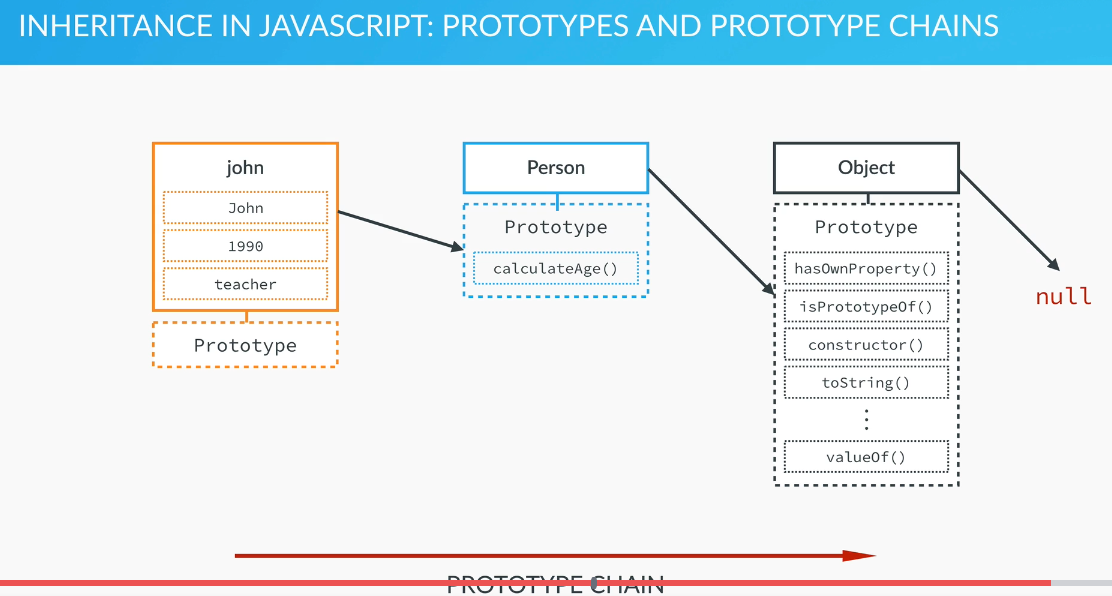 INHERITANCE IN JAVASCRIPT: PROTOTYPES AND PROTOTYPE CHAINS
john
John
1990
teacher
Prototype
Person
Prototype
calculateAge()
Object
Prototype
hasOwnProperty()
isPrototypeOf()
constructor()
toString()
valueOf()
null
PROTOTYPE CHAIN